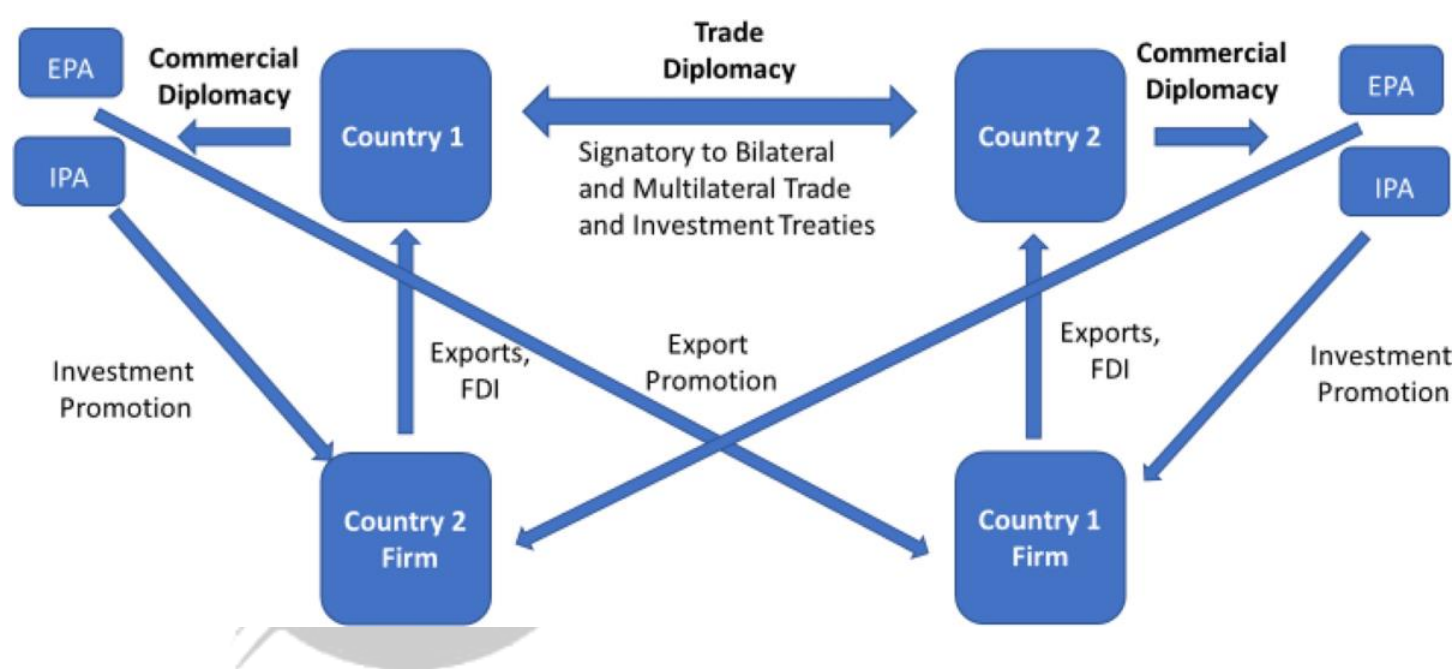 EPA
Commercial
Diplomacy
IPA
Country 1
Trade
Diplomacy
Signatory to Bilateral
and Multilateral Trade
and Investment Treaties
Country 2
Commercial
Diplomacy
EPA
IPA
Investment
Promotion
Exports,
FDI
Export
Promotion
Exports,
FDI
Investment
Promotion
Country 2
Firm
Country 1
Firm